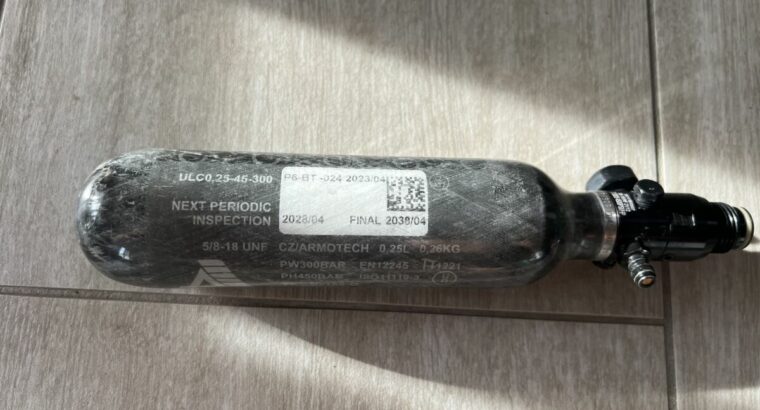 ULC0,25-45-300
P6-BT -024 2023/04
NEXT PERIODIC
INSPECTION
2028/04 FINAL 2038/04
5/8-18 UNF CZ/ARMOTECH 0,25L 0,26KG
PW300BAR EN12245
PH450BAR